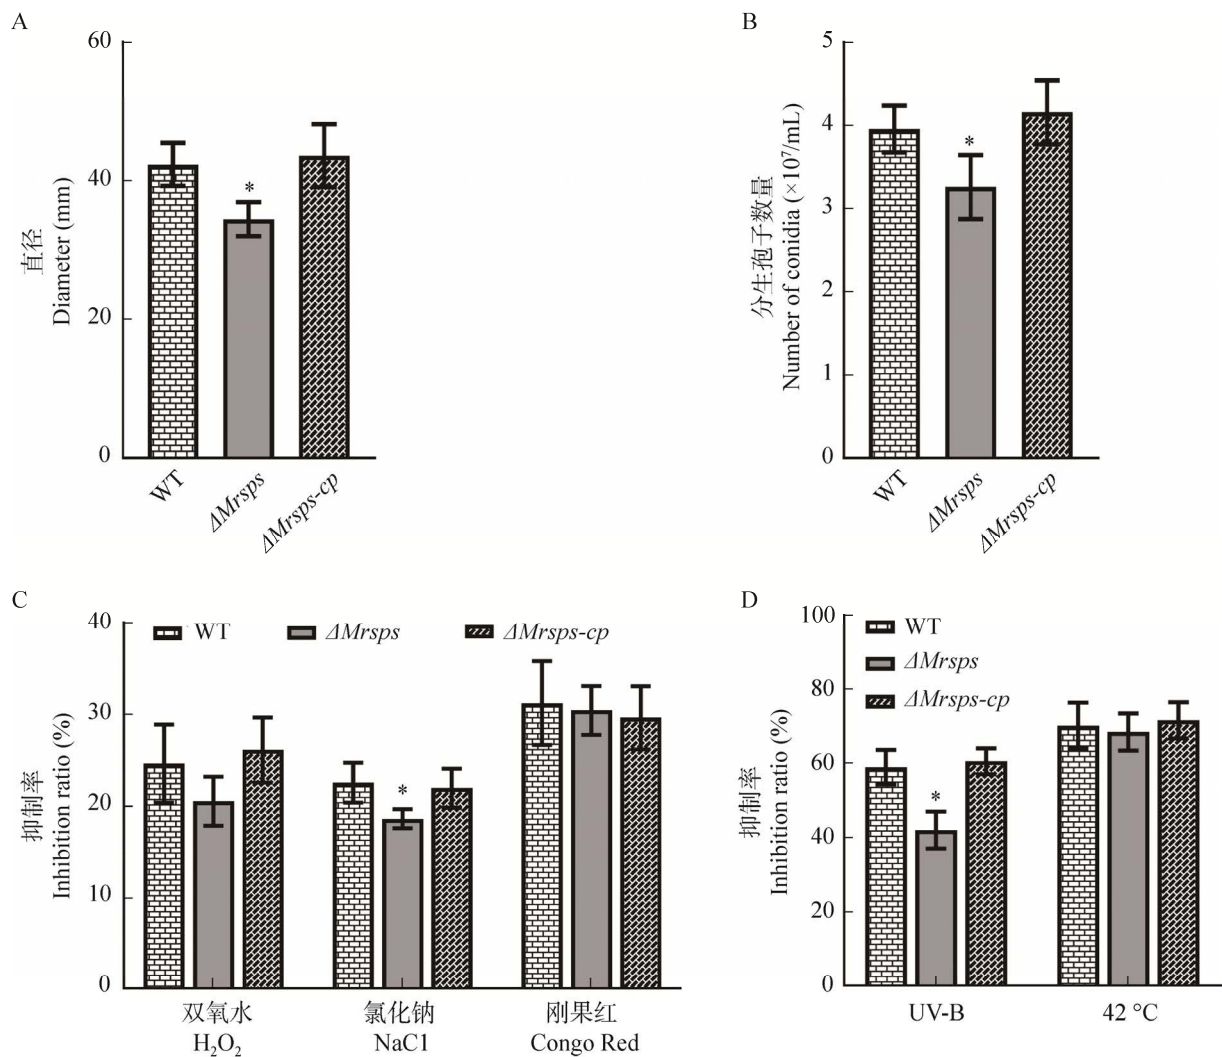 A
60
40
20
0
直径
Diameter (mm)
*
WT
ΔMrsps
ΔMrsps-cp
B
5
4
3
2
1
0
分生孢子数量
Number of conidia (×10⁷/mL)
*
WT
ΔMrsps
ΔMrsps-cp
C
40
30
20
10
0
抑制率
Inhibition ratio (%)
WT
ΔMrsps
ΔMrsps-cp
*
双氧水
H₂O₂
氯化钠
NaC1
刚果红
Congo Red
D
100
80
60
40
20
0
抑制率
Inhibition ratio (%)
WT
ΔMrsps
ΔMrsps-cp
*
UV-B
42 °C